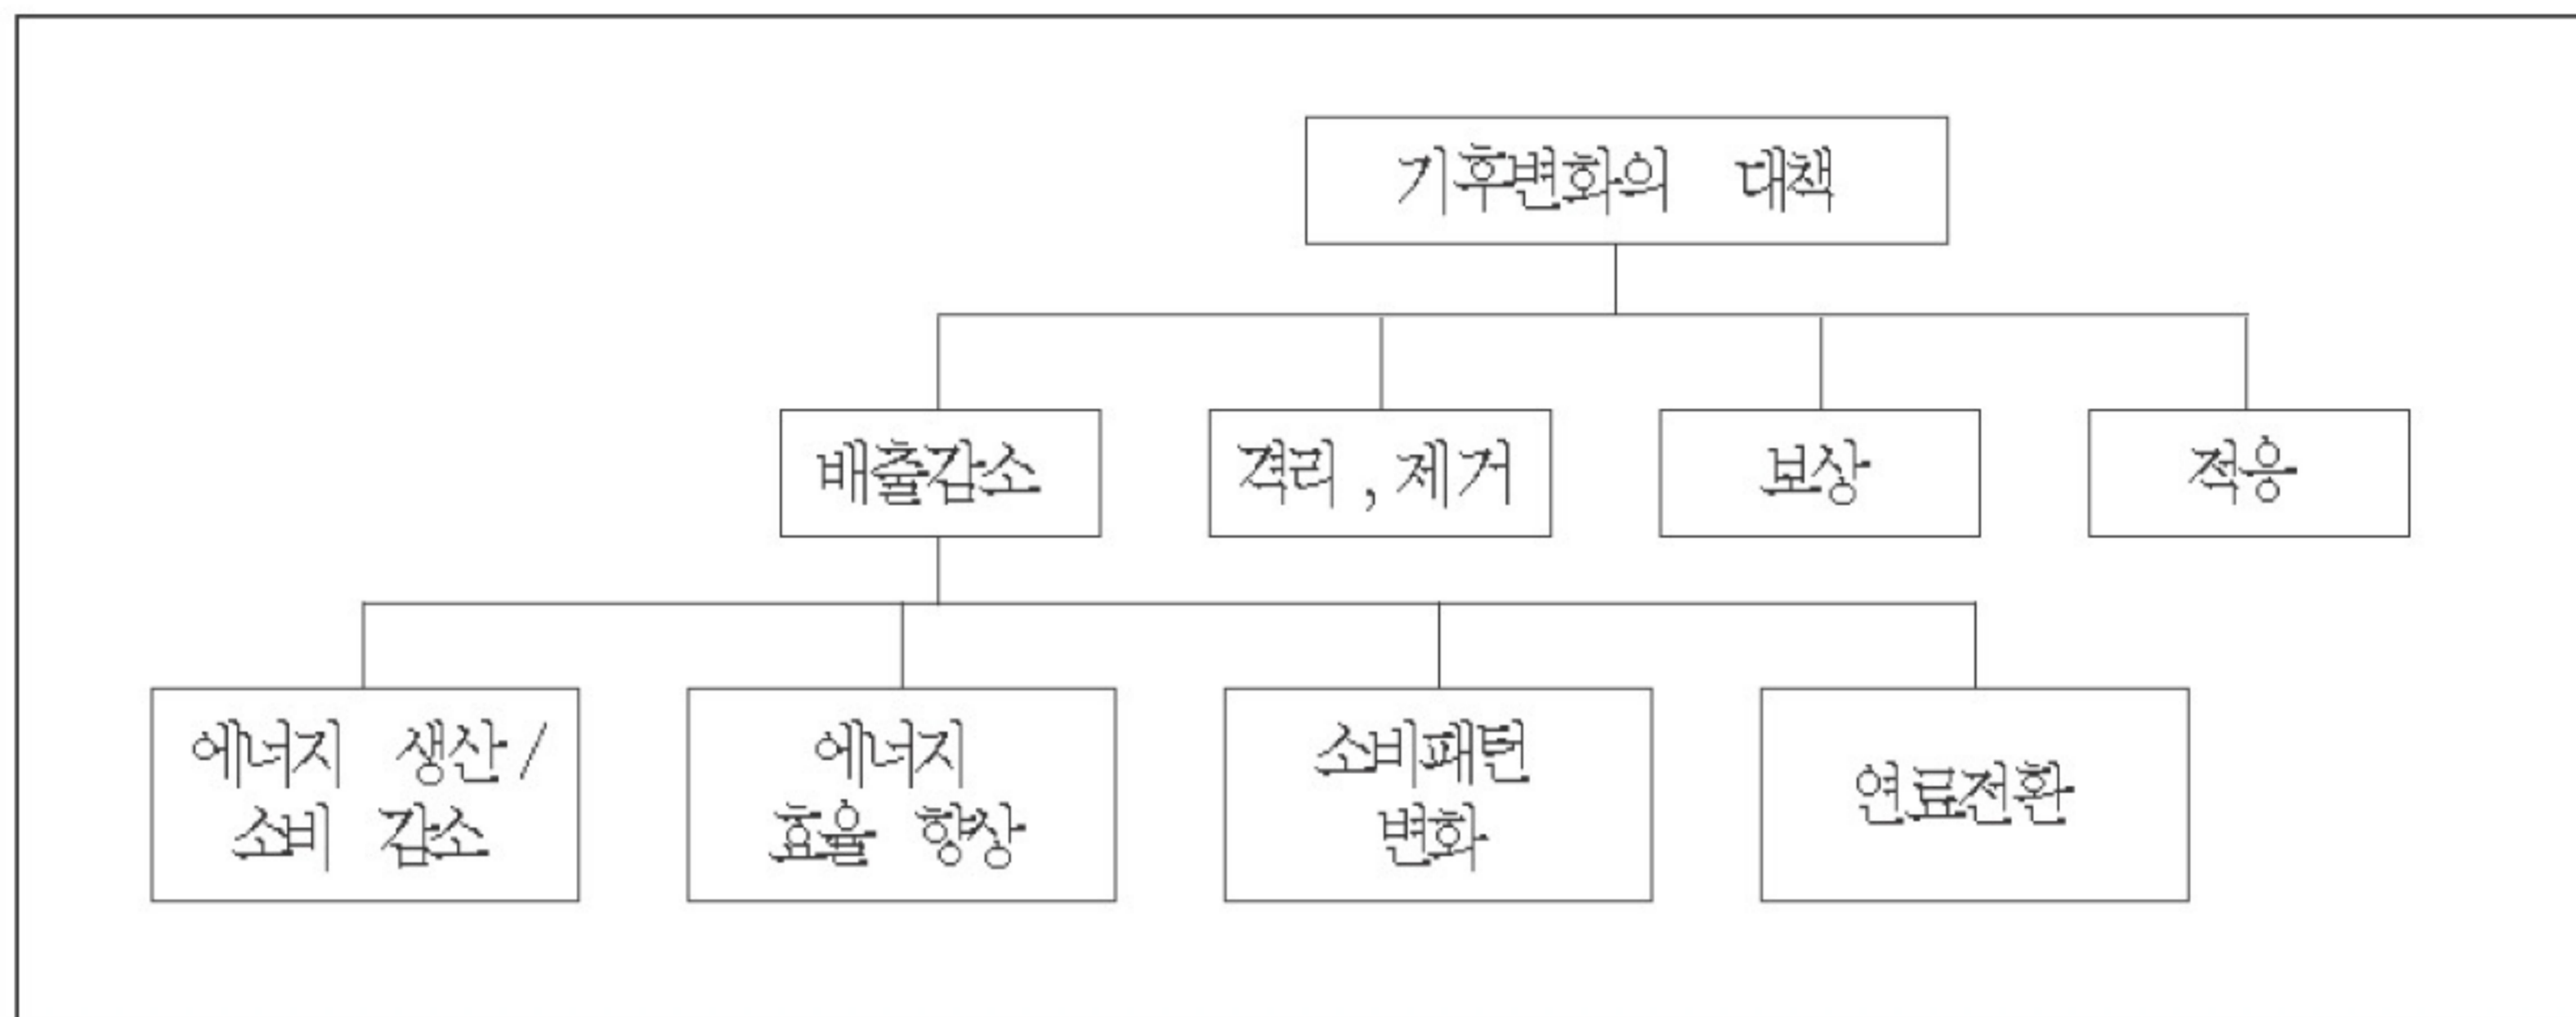 기후변화의 대책
배출감소
격리, 제거
보상
적응
에너지 생산/
소비 감소
에너지
효율 향상
소비패턴
변화
연료전환